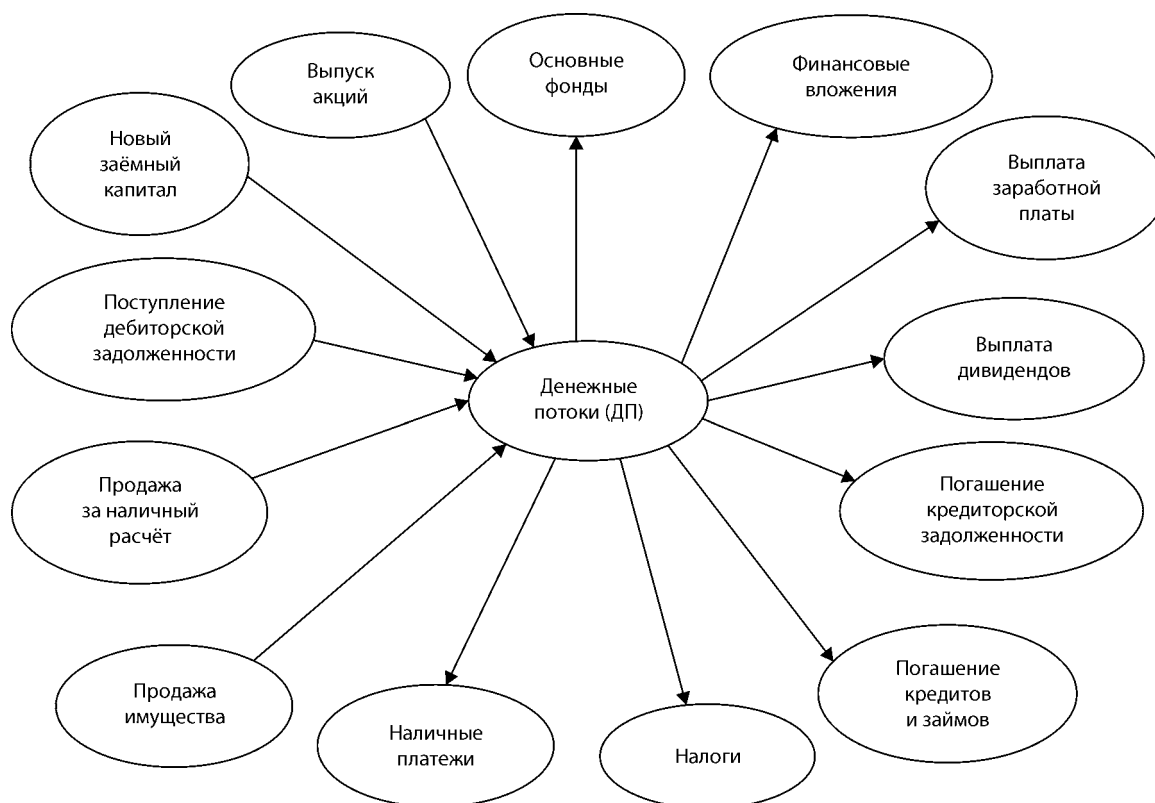 Основные
фонды
Финансовые
вложения
Выпуск
акций
Новый
заёмный
капитал
Выплата
заработной
платы
Поступление
дебиторской
задолженности
Выплата
дивидендов
Денежные
потоки (ДП)
Продажа
за наличный
расчёт
Погашение
кредиторской
задолженности
Продажа
имущества
Погашение
кредитов
и займов
Наличные
платежи
Налоги